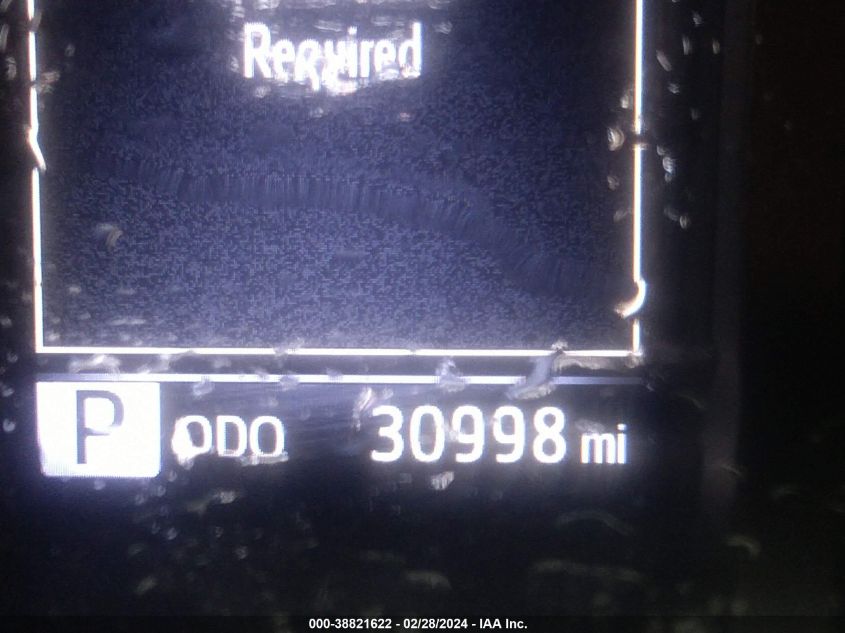 Required
P ODO 30998 mi
000-38821622 - 02/28/2024 - IAA Inc.